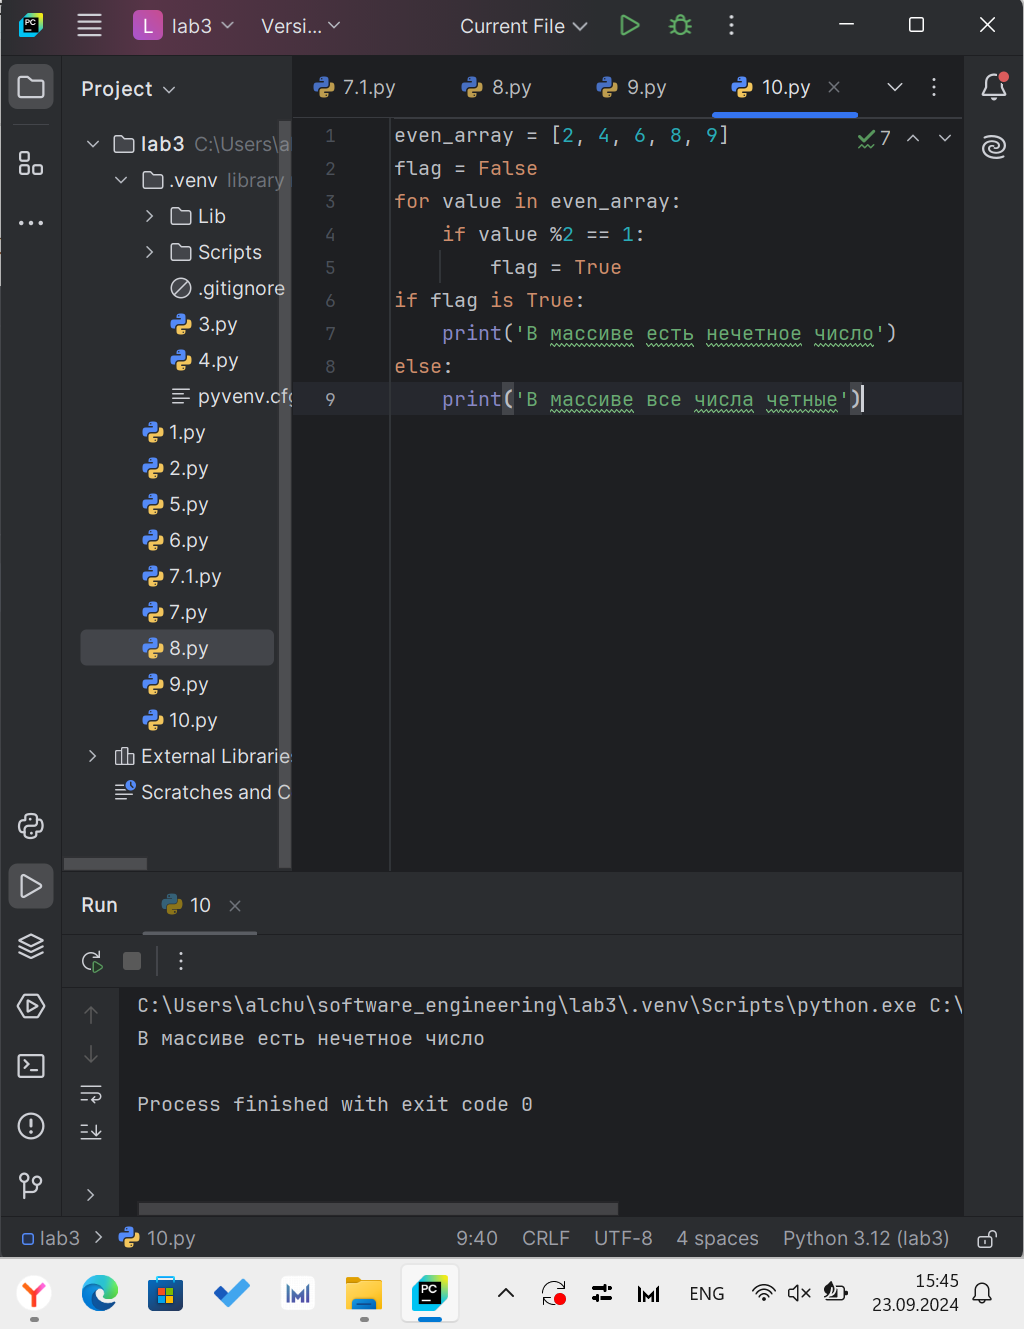 L lab3 Versi... Current File
Project 7.1.py 8.py 9.py 10.py
lab3 C:\Users\a
.venv library
Lib
Scripts
.gitignore
3.py
4.py
pyvenv.cfg
1.py
2.py
5.py
6.py
7.1.py
7.py
8.py
9.py
10.py
External Libraries
Scratches and C
7
1 even_array = [2, 4, 6, 8, 9]
2 flag = False
3 for value in even_array:
4     if value %2 == 1:
5         flag = True
6 if flag is True:
7     print('В массиве есть нечетное число')
8 else:
9     print('В массиве все числа четные')
Run 10
C:\Users\alchu\software_engineering\lab3\.venv\Scripts\python.exe C:\
В массиве есть нечетное число
Process finished with exit code 0
lab3 > 10.py 9:40 CRLF UTF-8 4 spaces Python 3.12 (lab3)
PC ENG 15:45
23.09.2024